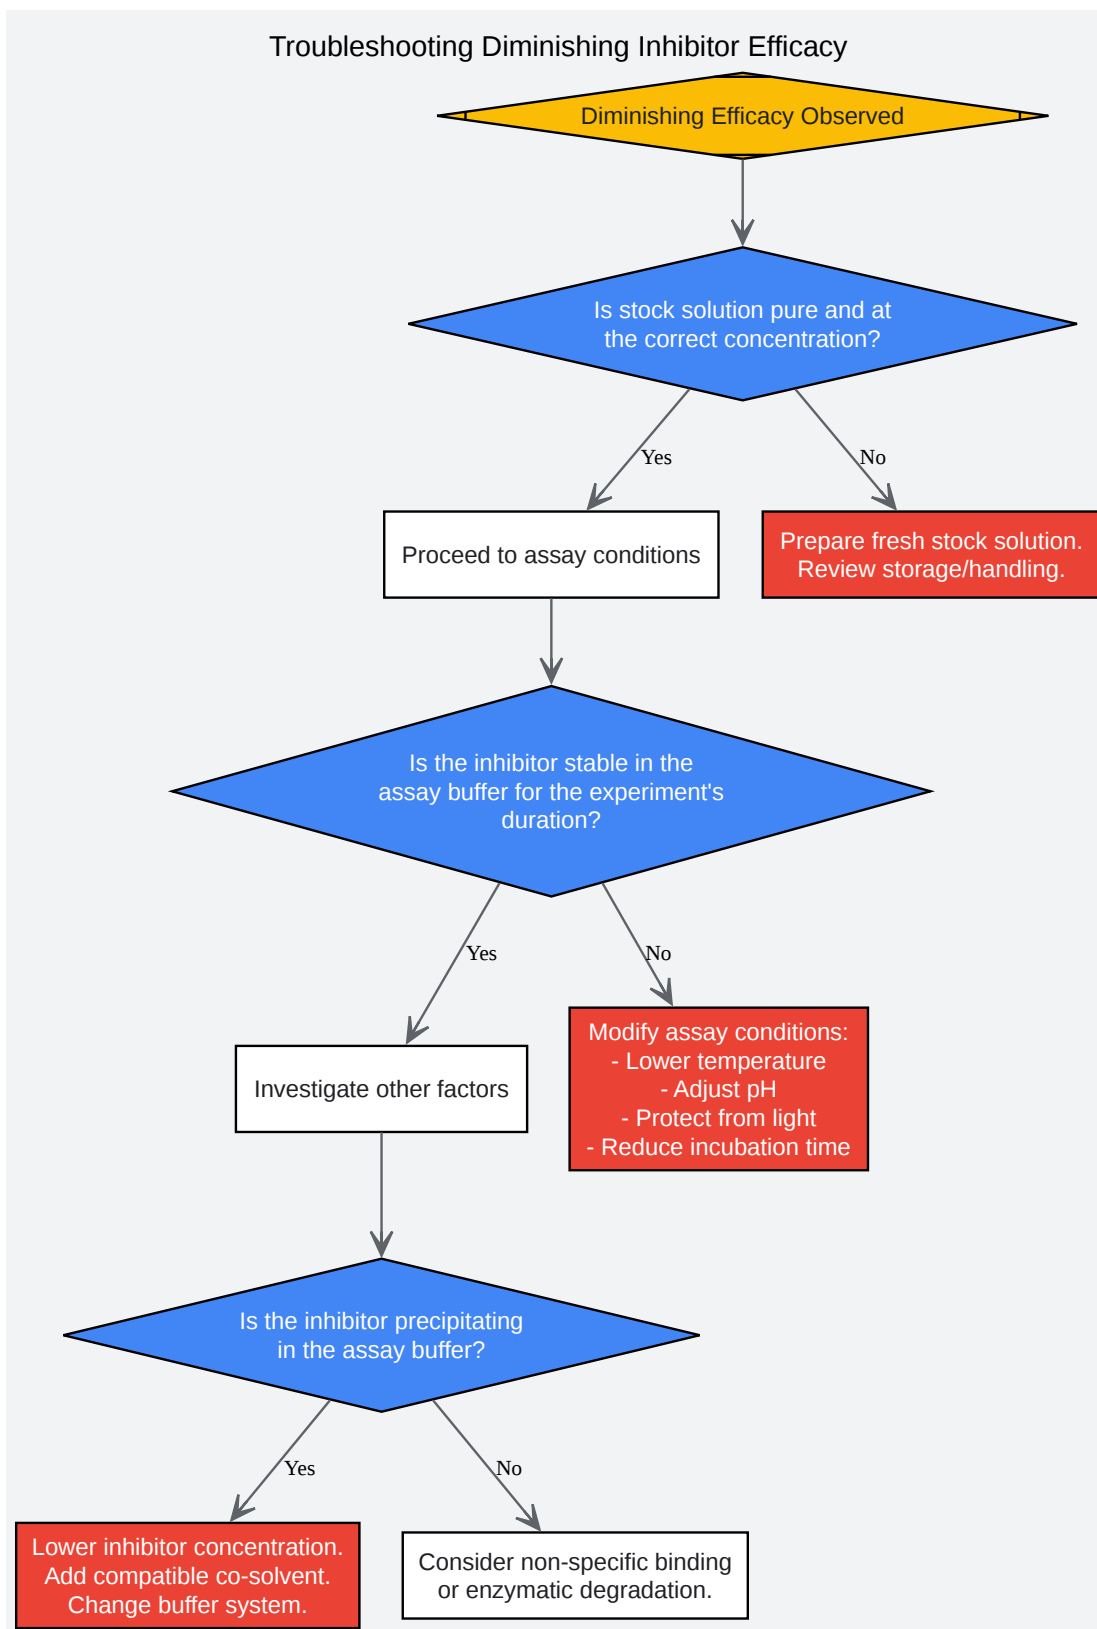 Troubleshooting Diminishing Inhibitor Efficacy
Diminishing Efficacy Observed
Is stock solution pure and at
the correct concentration?
Yes
No
Proceed to assay conditions
Prepare fresh stock solution.
Review storage/handling.
Is the inhibitor stable in the
assay buffer for the experiment's
duration?
Yes
No
Investigate other factors
Modify assay conditions:
- Lower temperature
- Adjust pH
- Protect from light
- Reduce incubation time
Is the inhibitor precipitating
in the assay buffer?
Yes
No
Lower inhibitor concentration.
Add compatible co-solvent.
Change buffer system.
Consider non-specific binding
or enzymatic degradation.